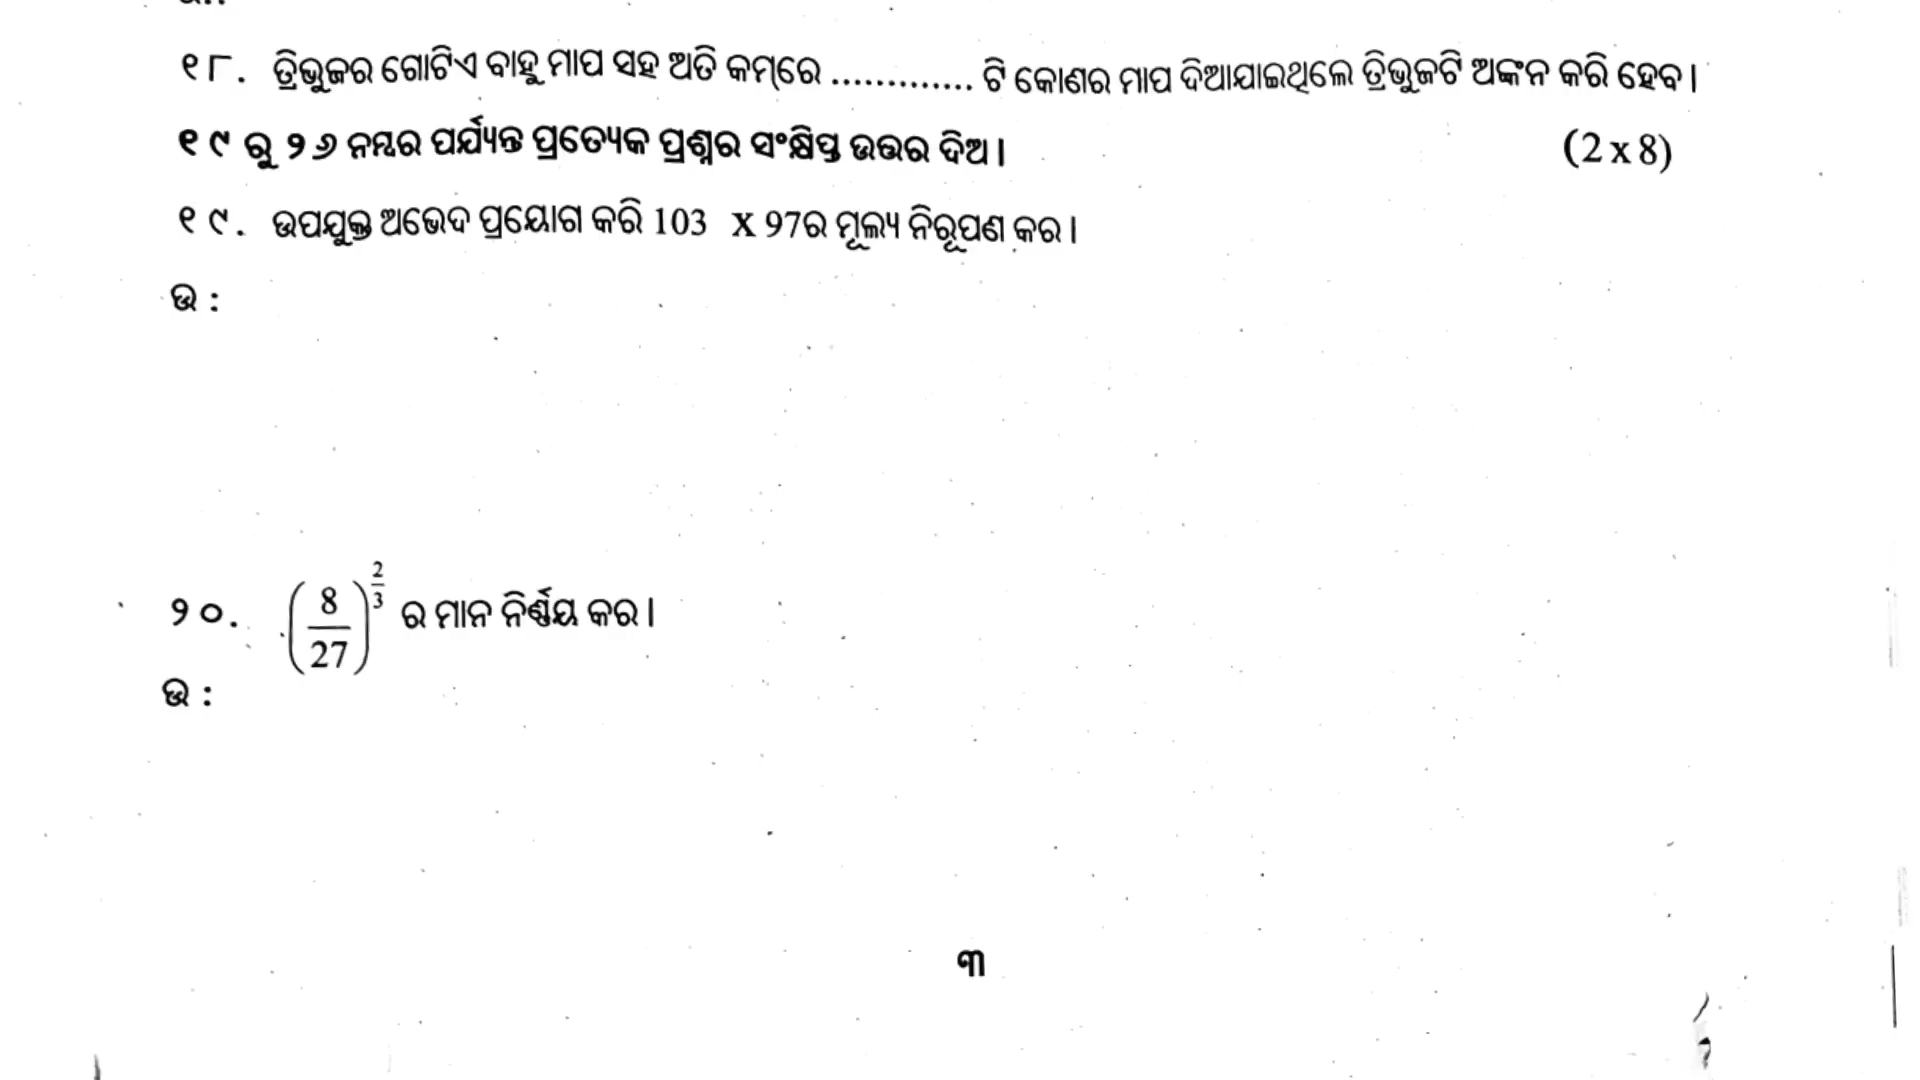 ୧୮. ତ୍ରିଭୁଜର ଗୋଟିଏ ବାହୁ ମାପ ସହ ଅତି କମ୍‌ରେ ............. ଟି କୋଣର ମାପ ଦିଆଯାଇଥିଲେ ତ୍ରିଭୁଜଟି ଅଙ୍କନ କରି ହେବ।
୧୯ ରୁ ୨୬ ନମ୍ବର ପର୍ଯ୍ୟନ୍ତ ପ୍ରତ୍ୟେକ ପ୍ରଶ୍ନର ସଂକ୍ଷିପ୍ତ ଉତ୍ତର ଦିଅ। (2 x 8)
୧୯. ଉପଯୁକ୍ତ ଅଭେଦ ପ୍ରୟୋଗ କରି 103 X 97ର ମୂଲ୍ୟ ନିରୂପଣ କର।
ଉ :
୨୦. (8/27)^(2/3) ର ମାନ ନିର୍ଣ୍ଣୟ କର।
ଉ :
୩